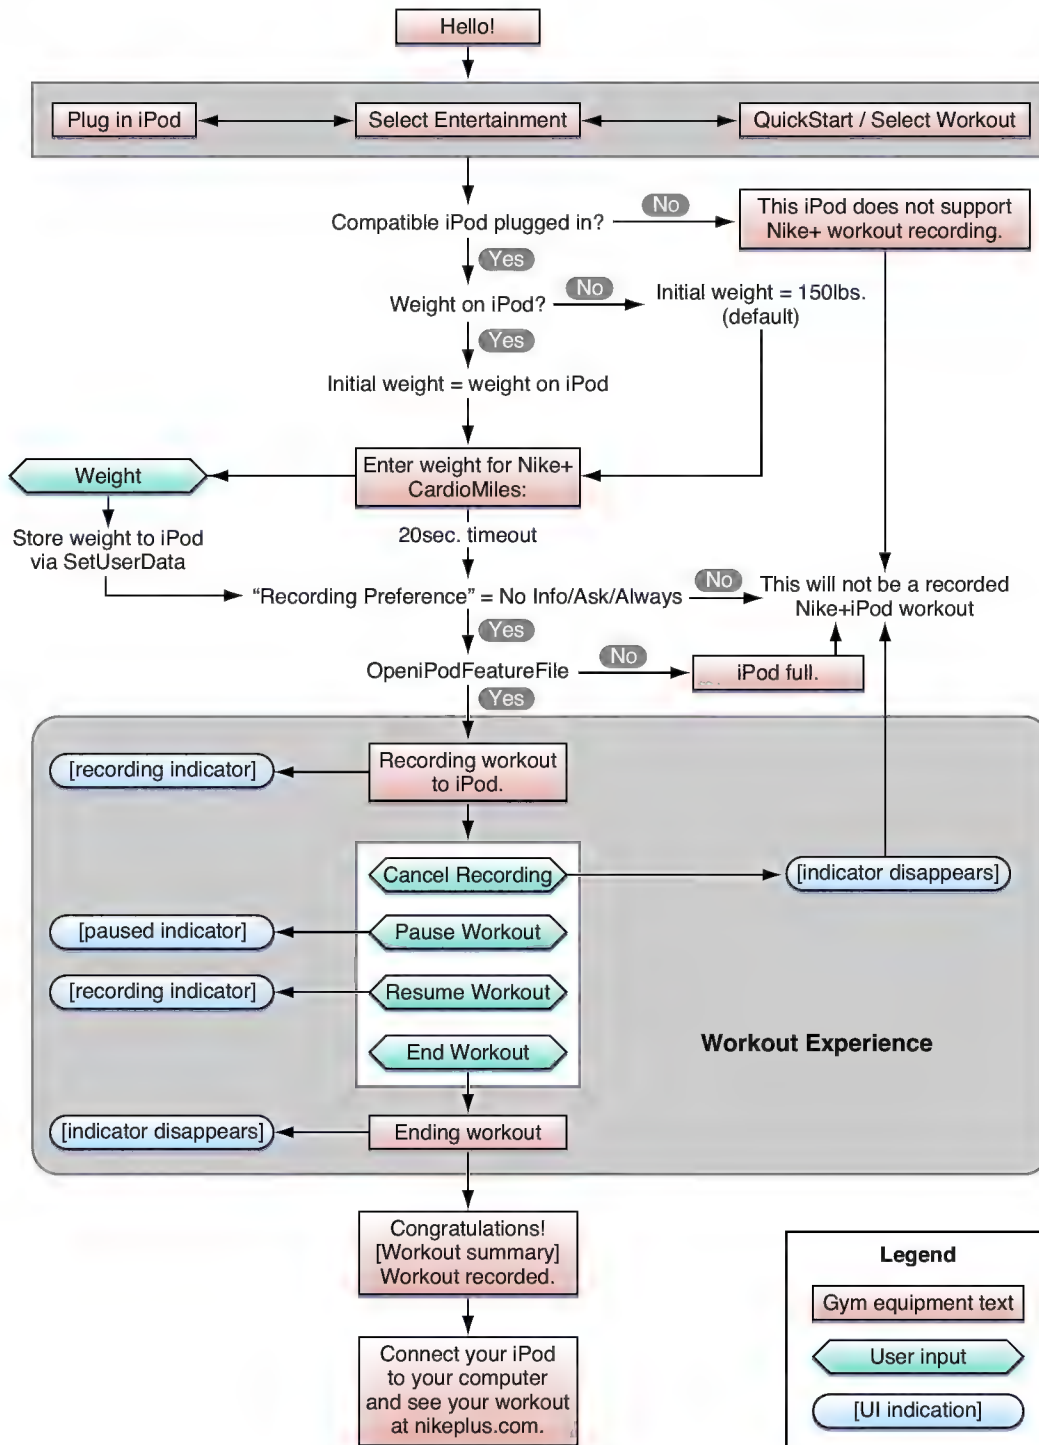 Hello!
Plug in iPod
Select Entertainment
QuickStart / Select Workout
Compatible iPod plugged in?
No
This iPod does not support
Nike+ workout recording.
Yes
Weight on iPod?
No
Initial weight = 150lbs.
(default)
Yes
Initial weight = weight on iPod
Weight
Enter weight for Nike+
CardioMiles:
Store weight to iPod
via SetUserData
20sec. timeout
“Recording Preference” = No Info/Ask/Always
No
This will not be a recorded
Nike+iPod workout
Yes
OpeniPodFeatureFile
No
iPod full.
Yes
[recording indicator]
Recording workout
to iPod.
Cancel Recording
[indicator disappears]
[paused indicator]
Pause Workout
[recording indicator]
Resume Workout
End Workout
Workout Experience
[indicator disappears]
Ending workout
Congratulations!
[Workout summary]
Workout recorded.
Connect your iPod
to your computer
and see your workout
at nikeplus.com.
Legend
Gym equipment text
User input
[UI indication]